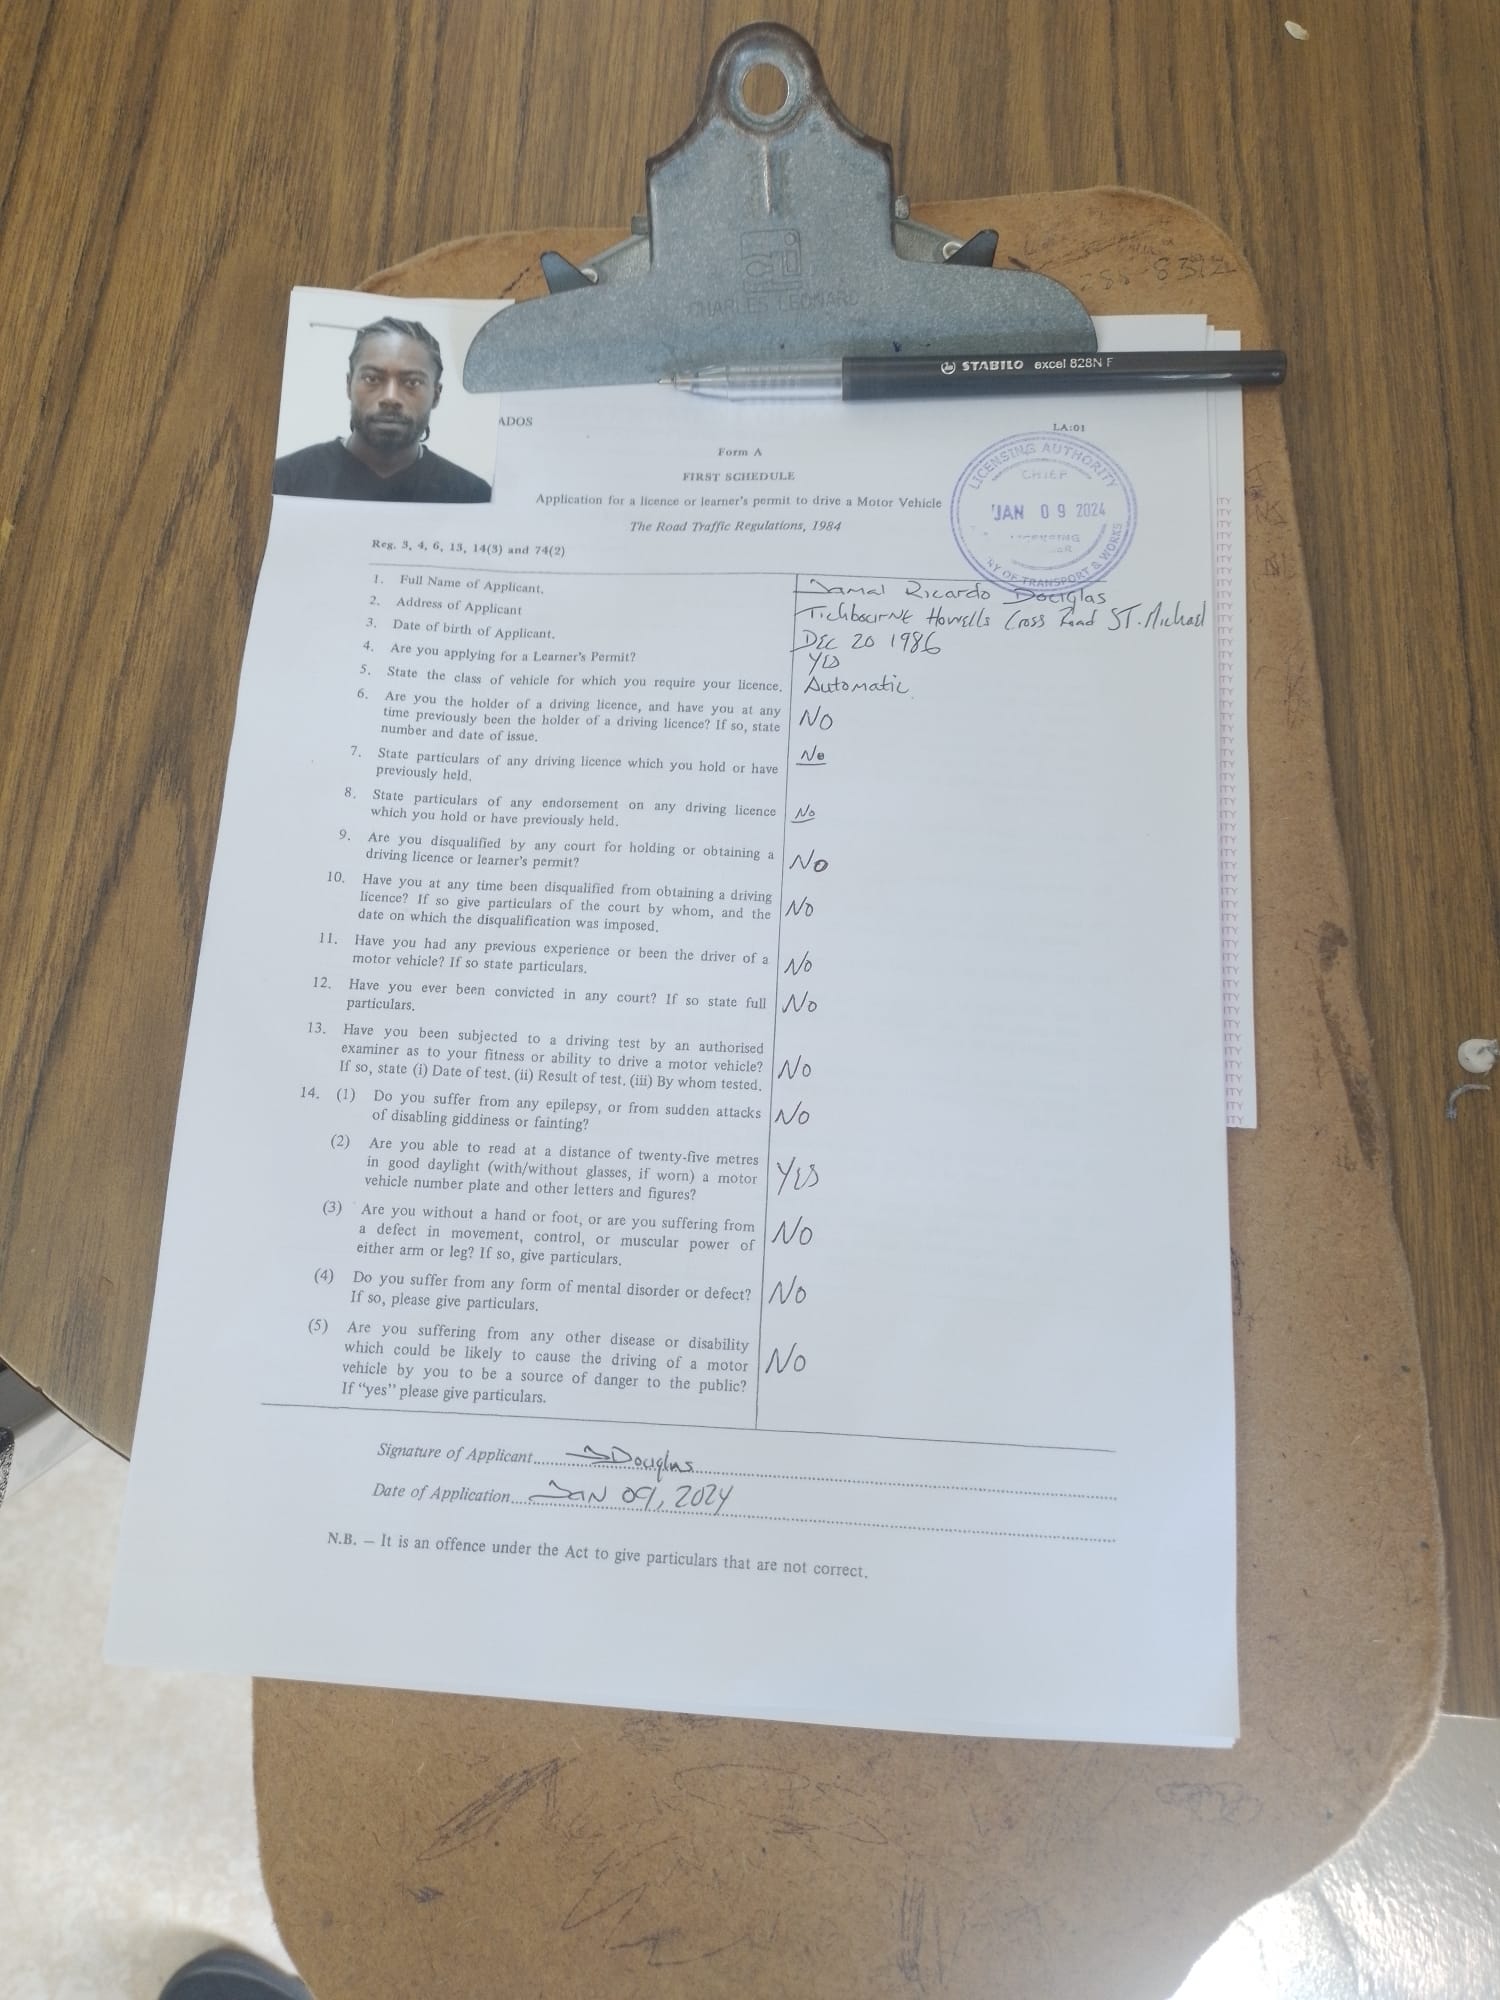 CHARLES LEONARD
STABILO excel 828N F
ADOS
LA:01
Form A
FIRST SCHEDULE
Application for a licence or learner's permit to drive a Motor Vehicle
The Road Traffic Regulations, 1984
LICENSING AUTHORITY
CHIEF
JAN 09 2024
OF TRANSPORT & WORKS
Reg. 3, 4, 6, 13, 14(3) and 74(2)
1. Full Name of Applicant. Jamal Ricardo Douglas
2. Address of Applicant Tichbourne Howells Cross Road ST. Michael
3. Date of birth of Applicant. DEC 20 1986
4. Are you applying for a Learner's Permit? YES
5. State the class of vehicle for which you require your licence. Automatic
6. Are you the holder of a driving licence, and have you at any
time previously been the holder of a driving licence? If so, state
number and date of issue. NO
7. State particulars of any driving licence which you hold or have
previously held. No
8. State particulars of any endorsement on any driving licence
which you hold or have previously held. No
9. Are you disqualified by any court for holding or obtaining a
driving licence or learner's permit? NO
10. Have you at any time been disqualified from obtaining a driving
licence? If so give particulars of the court by whom, and the
date on which the disqualification was imposed. NO
11. Have you had any previous experience or been the driver of a
motor vehicle? If so state particulars. NO
12. Have you ever been convicted in any court? If so state full
particulars. NO
13. Have you been subjected to a driving test by an authorised
examiner as to your fitness or ability to drive a motor vehicle?
If so, state (i) Date of test. (ii) Result of test. (iii) By whom tested. NO
14. (1) Do you suffer from any epilepsy, or from sudden attacks
of disabling giddiness or fainting? NO
(2) Are you able to read at a distance of twenty-five metres
in good daylight (with/without glasses, if worn) a motor
vehicle number plate and other letters and figures? YES
(3) Are you without a hand or foot, or are you suffering from
a defect in movement, control, or muscular power of
either arm or leg? If so, give particulars. NO
(4) Do you suffer from any form of mental disorder or defect?
If so, please give particulars. NO
(5) Are you suffering from any other disease or disability
which could be likely to cause the driving of a motor
vehicle by you to be a source of danger to the public?
If "yes" please give particulars. NO
Signature of Applicant JDouglas
Date of Application JAN 09, 2024
N.B. — It is an offence under the Act to give particulars that are not correct.